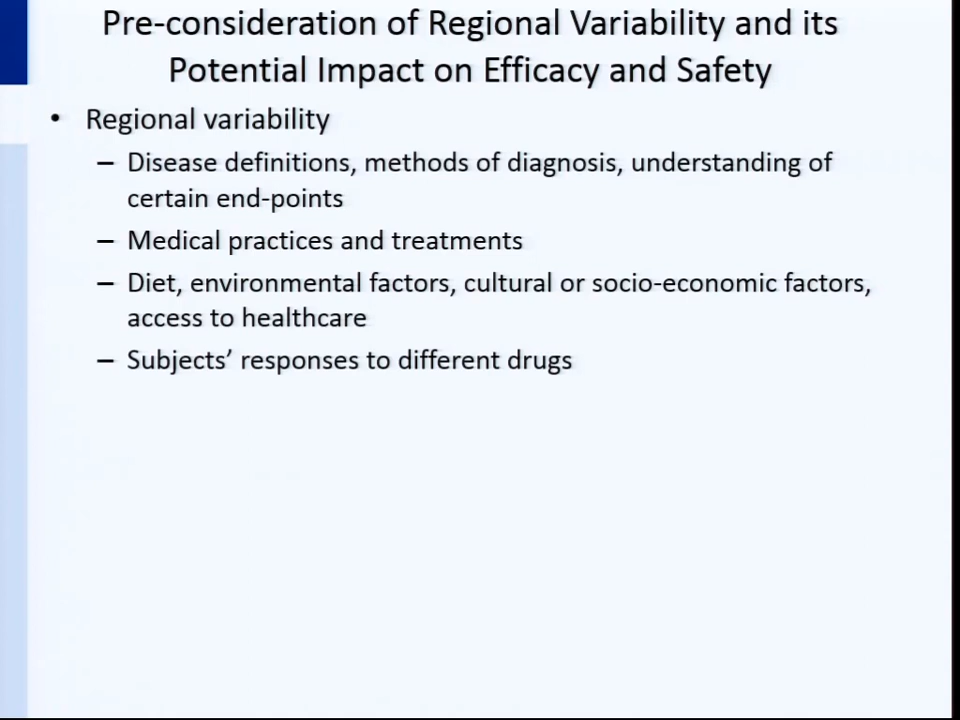 Pre-consideration of Regional Variability and its
Potential Impact on Efficacy and Safety
• Regional variability
– Disease definitions, methods of diagnosis, understanding of
certain end-points
– Medical practices and treatments
– Diet, environmental factors, cultural or socio-economic factors,
access to healthcare
– Subjects’ responses to different drugs